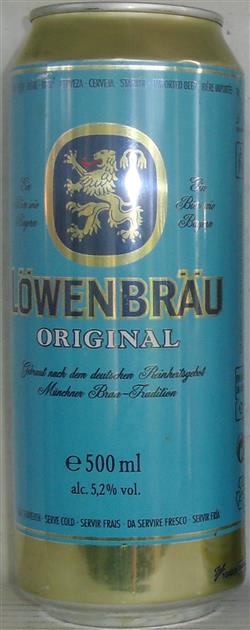 CERVEZA - CERVEJA - IMPORTED BEER - BIÈRE IMPORTÉE
Ein
Bier wie
Bayern
Ein
Bier wie
Bayern
LÖWENBRÄU
ORIGINAL
Gebraut nach dem deutschen Reinheitsgebot
Münchner Brau-Tradition
e 500 ml
alc. 5,2% vol.
SERVE COLD - SERVIR FRAIS - DA SERVIRE FRESCO - SERVIR FRÍA